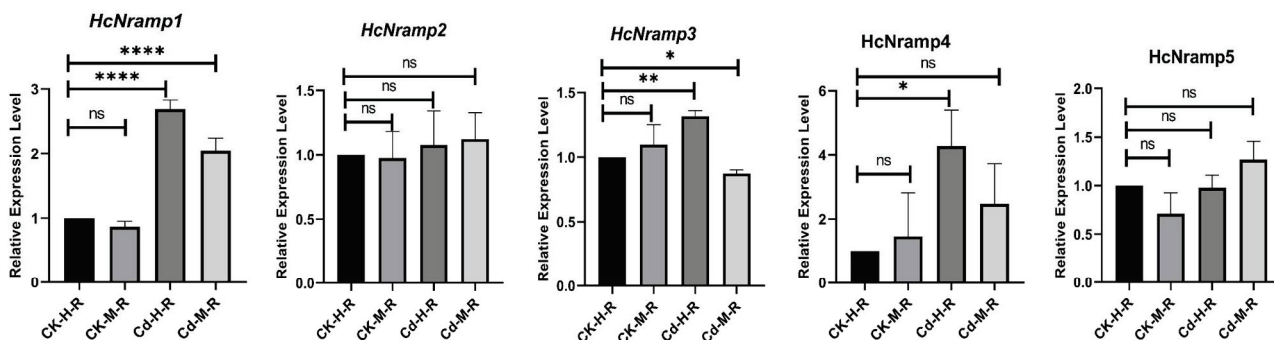 HcNramp1
Relative Expression Level
3
2
1
0
****
****
ns
CK-H-R
CK-M-R
Cd-H-R
Cd-M-R
HcNramp2
Relative Expression Level
1.5
1.0
0.5
0.0
ns
ns
ns
CK-H-R
CK-M-R
Cd-H-R
Cd-M-R
HcNramp3
Relative Expression Level
1.5
1.0
0.5
0.0
*
**
ns
CK-H-R
CK-M-R
Cd-H-R
Cd-M-R
HcNramp4
Relative Expression Level
6
4
2
0
ns
*
ns
CK-H-R
CK-M-R
Cd-H-R
Cd-M-R
HcNramp5
Relative Expression Level
2.0
1.5
1.0
0.5
0.0
ns
ns
ns
CK-H-R
CK-M-R
Cd-H-R
Cd-M-R